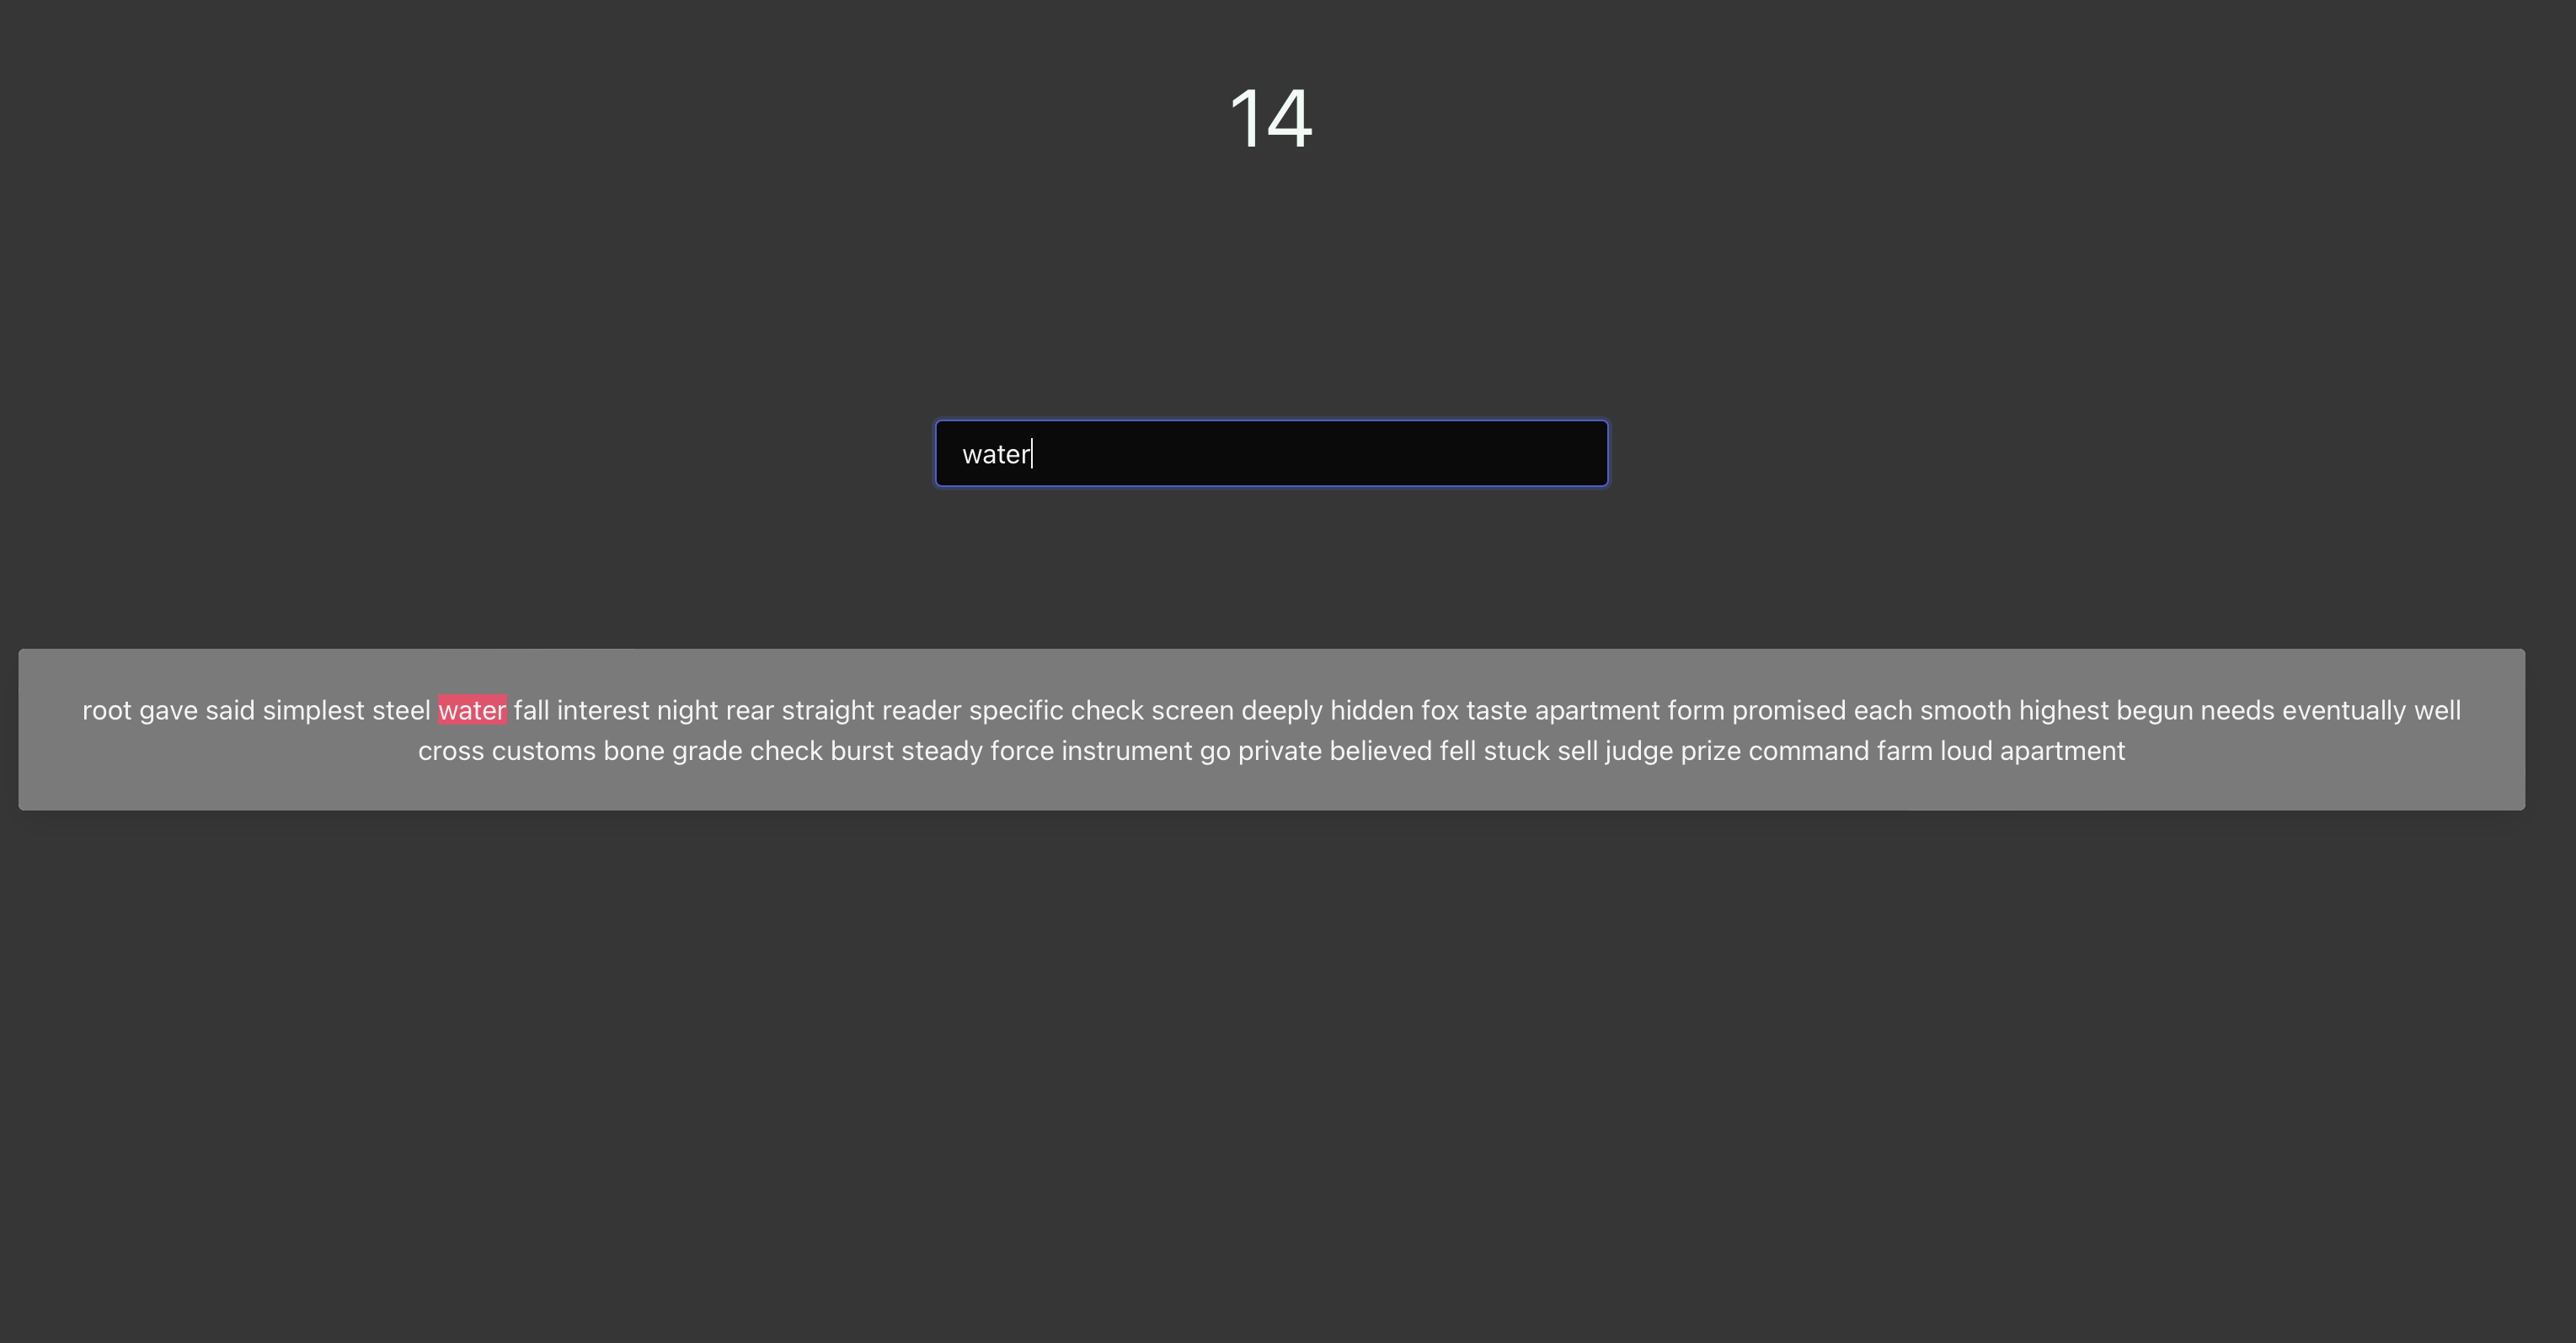 14
water
root gave said simplest steel water fall interest night rear straight reader specific check screen deeply hidden fox taste apartment form promised each smooth highest begun needs eventually well
cross customs bone grade check burst steady force instrument go private believed fell stuck sell judge prize command farm loud apartment